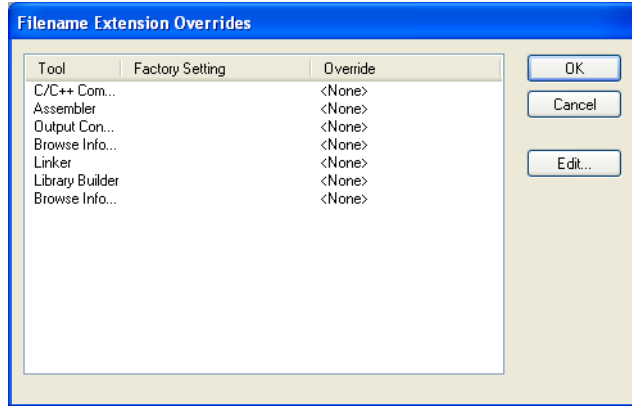 Filename Extension Overrides
Tool Factory Setting Override
C/C++ Com... <None>
Assembler <None>
Output Con... <None>
Browse Info... <None>
Linker <None>
Library Builder <None>
Browse Info... <None>
OK
Cancel
Edit...